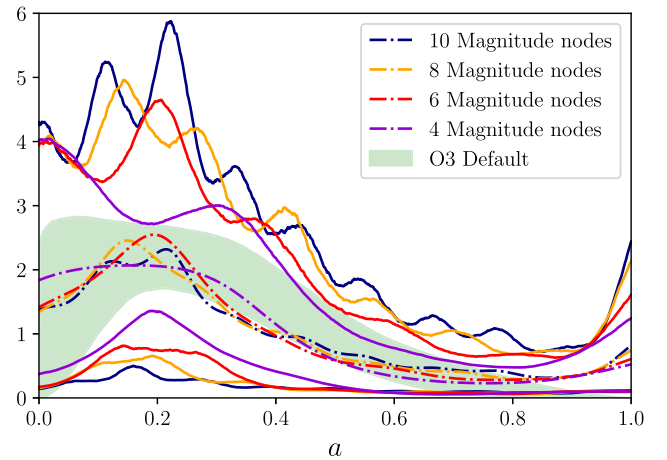 6
5
4
3
2
1
0
10 Magnitude nodes
8 Magnitude nodes
6 Magnitude nodes
4 Magnitude nodes
O3 Default
0.0 0.2 0.4 0.6 0.8 1.0
a